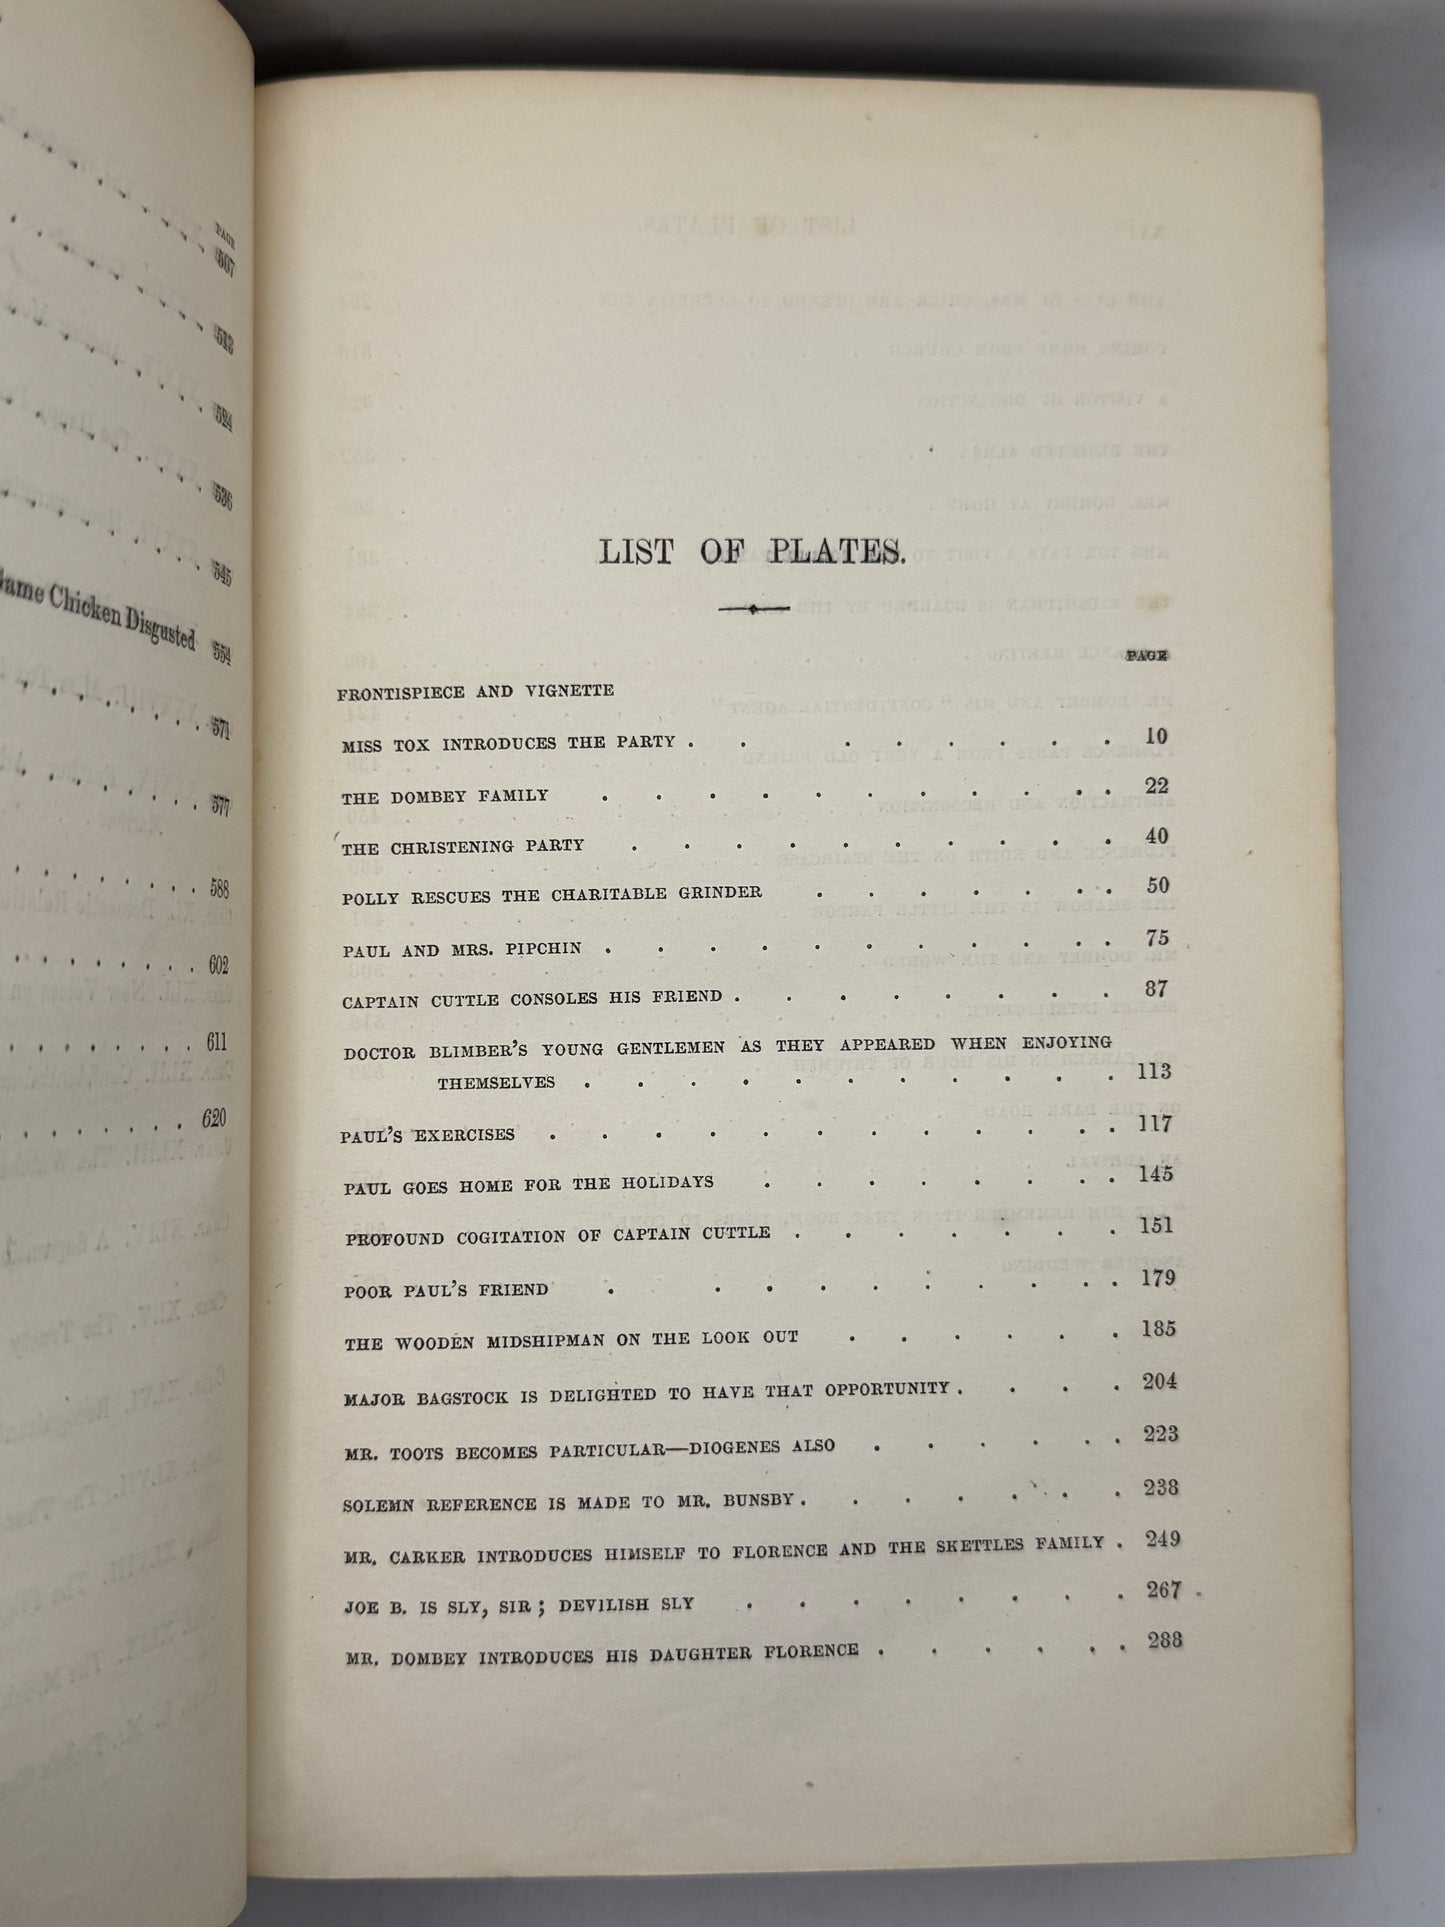 PAGE
507
513
524
536
545
Game Chicken Disgusted 554
571
577
588
602
611
620
LIST OF PLATES.
PAGE
FRONTISPIECE AND VIGNETTE
MISS TOX INTRODUCES THE PARTY . . . . . . . . 10
THE DOMBEY FAMILY . . . . . . . . . . . 22
THE CHRISTENING PARTY . . . . . . . . . . 40
POLLY RESCUES THE CHARITABLE GRINDER . . . . . . . 50
PAUL AND MRS. PIPCHIN . . . . . . . . . . . 75
CAPTAIN CUTTLE CONSOLES HIS FRIEND . . . . . . . . 87
DOCTOR BLIMBER'S YOUNG GENTLEMEN AS THEY APPEARED WHEN ENJOYING
THEMSELVES . . . . . . . . . . . 113
PAUL'S EXERCISES . . . . . . . . . . . . 117
PAUL GOES HOME FOR THE HOLIDAYS . . . . . . . . 145
PROFOUND COGITATION OF CAPTAIN CUTTLE . . . . . . . 151
POOR PAUL'S FRIEND . . . . . . . . . . 179
THE WOODEN MIDSHIPMAN ON THE LOOK OUT . . . . . . 185
MAJOR BAGSTOCK IS DELIGHTED TO HAVE THAT OPPORTUNITY . . . . 204
MR. TOOTS BECOMES PARTICULAR—DIOGENES ALSO . . . . . . 223
SOLEMN REFERENCE IS MADE TO MR. BUNSBY . . . . . . . 238
MR. CARKER INTRODUCES HIMSELF TO FLORENCE AND THE SKETTLES FAMILY . 249
JOE B. IS SLY, SIR; DEVILISH SLY . . . . . . . . 267
MR. DOMBEY INTRODUCES HIS DAUGHTER FLORENCE . . . . . . 288